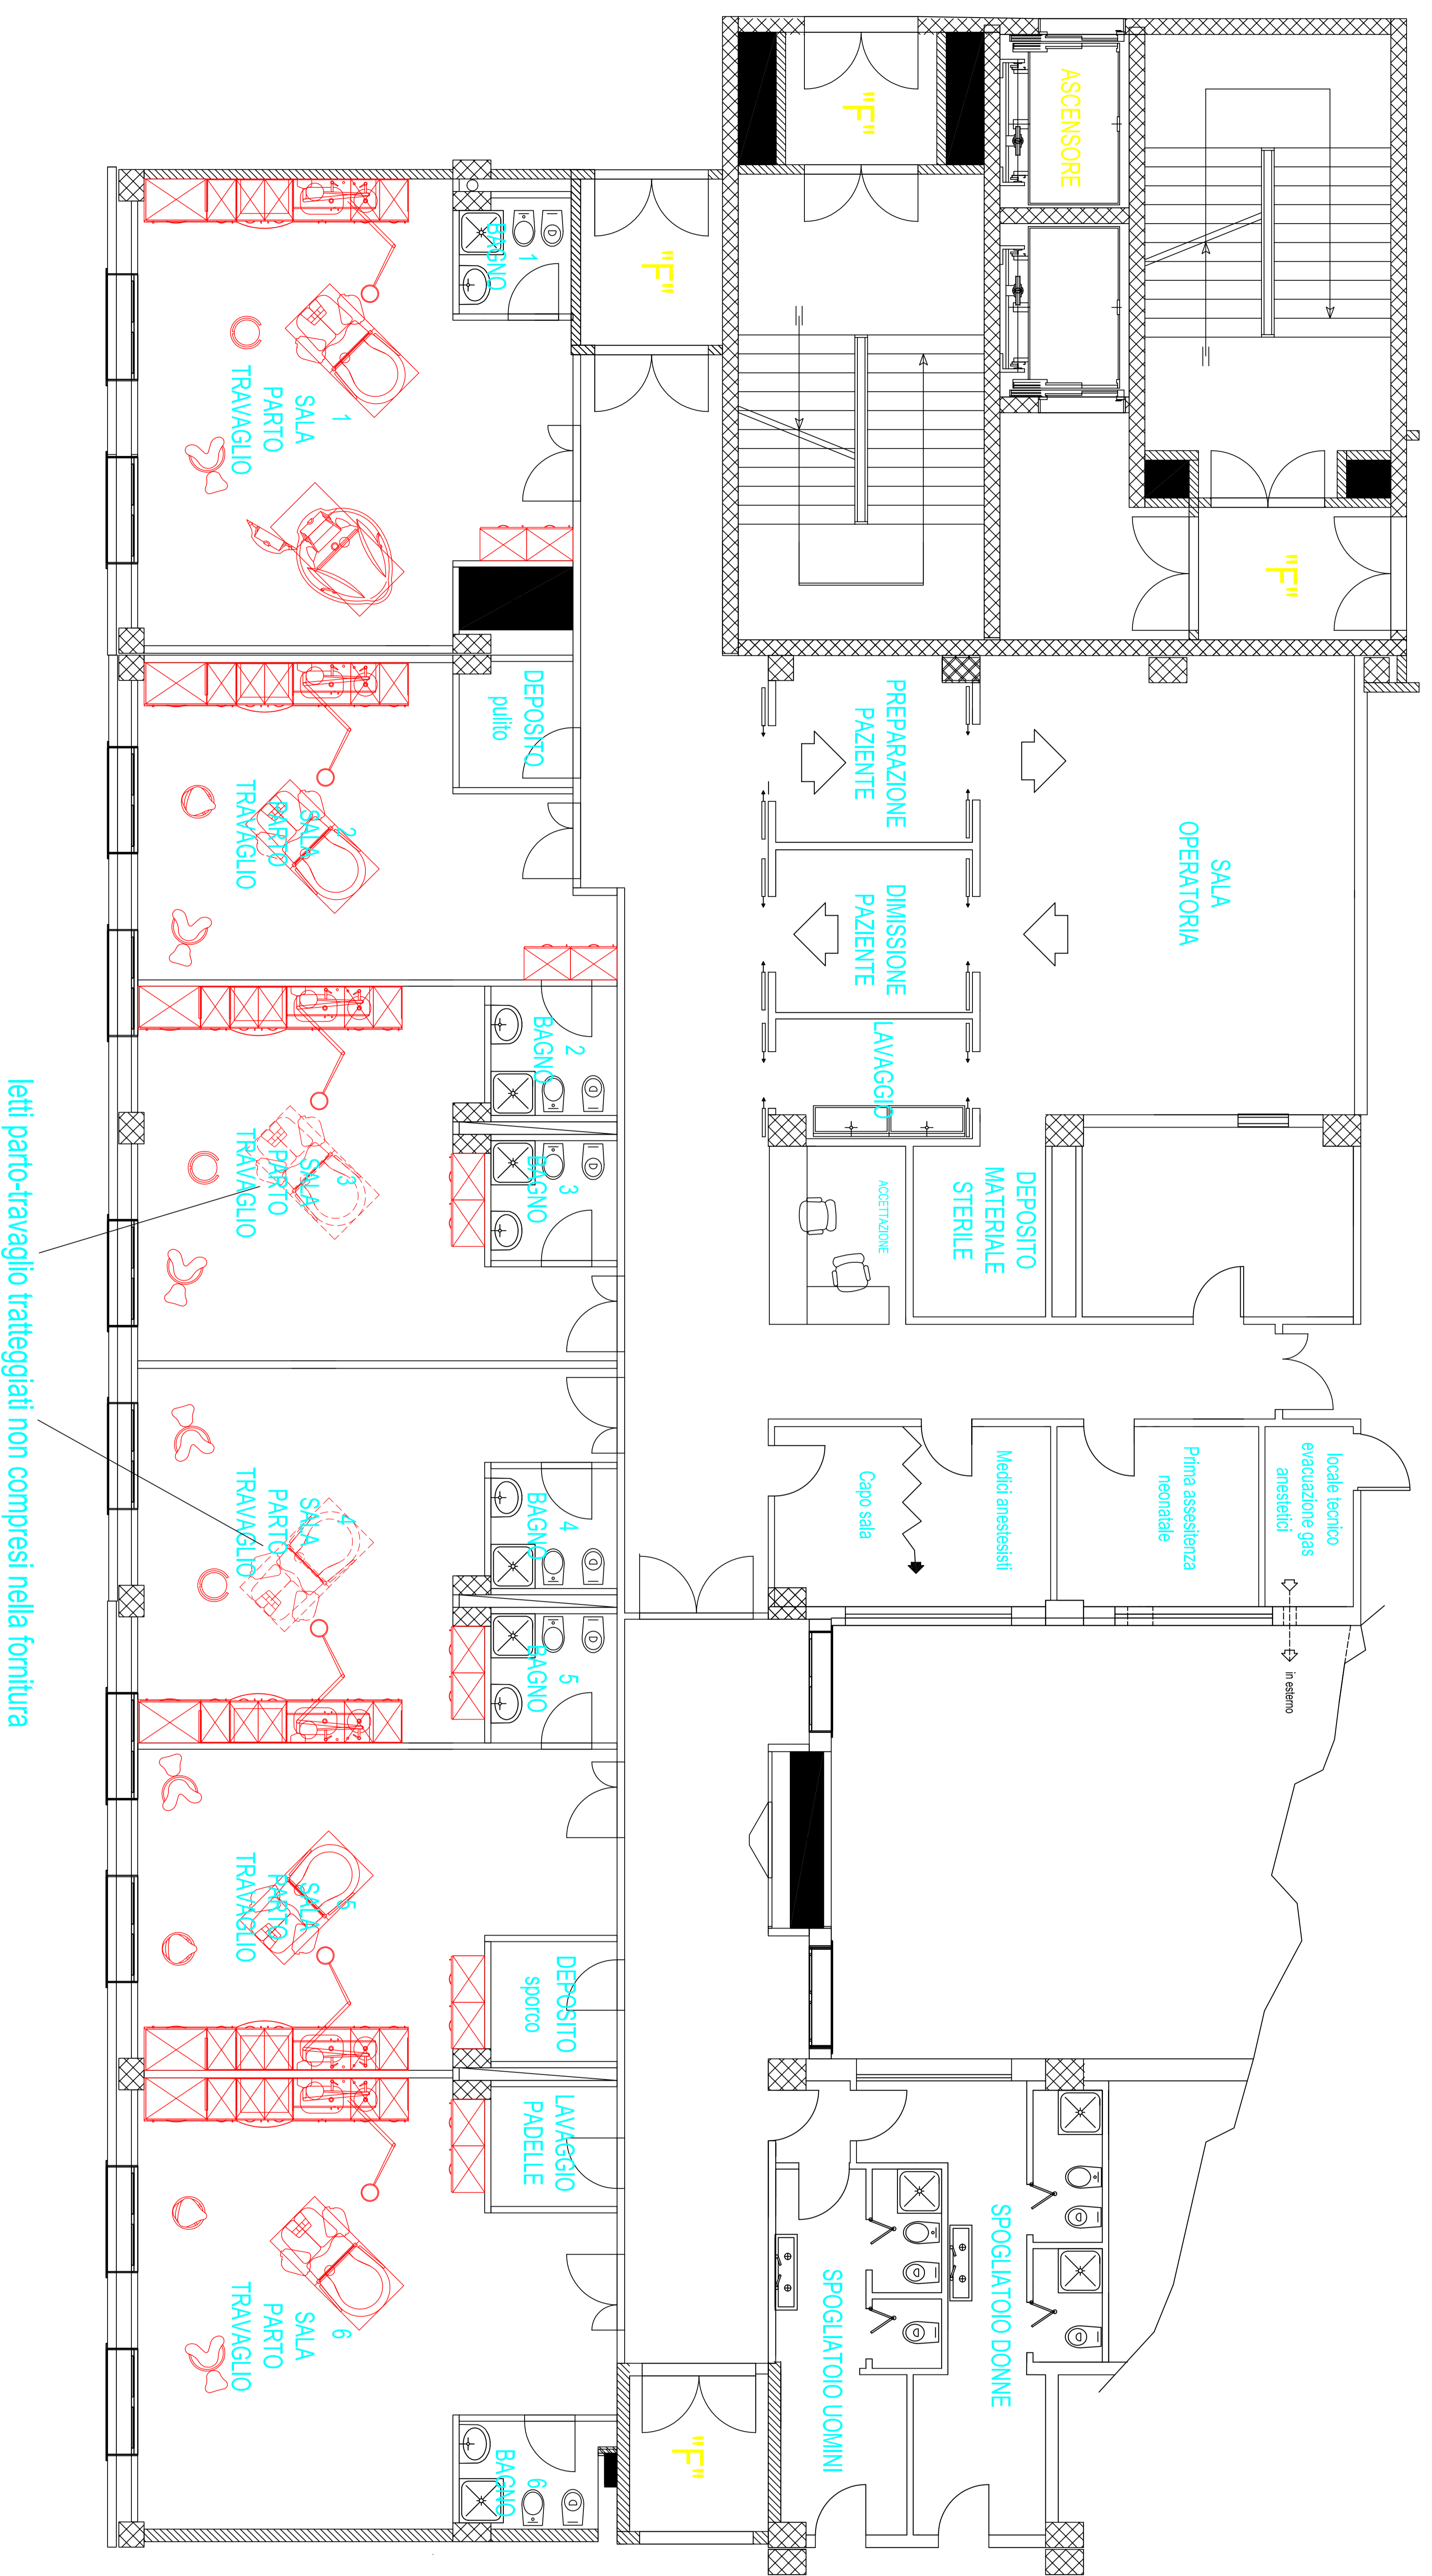 ASCENSORE
"F"
"F"
"F"
1
BAGNO
1
SALA
PARTO
TRAVAGLIO
DEPOSITO
pulito
2
SALA
PARTO
TRAVAGLIO
PREPARAZIONE
PAZIENTE
DIMISSIONE
PAZIENTE
LAVAGGIO
SALA
OPERATORIA
2
BAGNO
3
BAGNO
3
SALA
PARTO
TRAVAGLIO
ACCETTAZIONE
DEPOSITO
MATERIALE
STERILE
4
SALA
PARTO
TRAVAGLIO
4
BAGNO
5
BAGNO
Capo sala
Medici anestesisti
Prima assesitenza
neonatale
locale tecnico
evacuazione gas
anestetici
in esterno
5
SALA
PARTO
TRAVAGLIO
DEPOSITO
sporco
LAVAGGIO
PADELLE
6
SALA
PARTO
TRAVAGLIO
6
BAGNO
"F"
SPOGLIATOIO UOMINI
SPOGLIATOIO DONNE
letti parto-travaglio tratteggiati non compresi nella fornitura